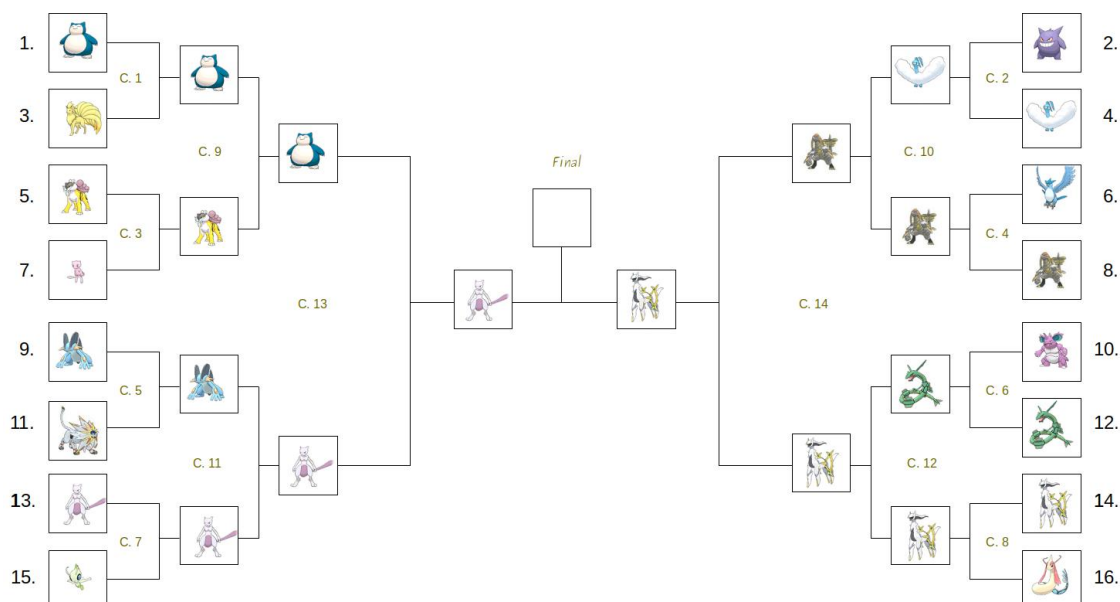 1.
C. 1
3.
C. 9
5.
C. 3
7.
C. 13
9.
C. 5
11.
C. 11
13.
C. 7
15.
Final
2.
C. 2
4.
C. 10
6.
C. 4
8.
C. 14
10.
C. 6
12.
C. 12
14.
C. 8
16.